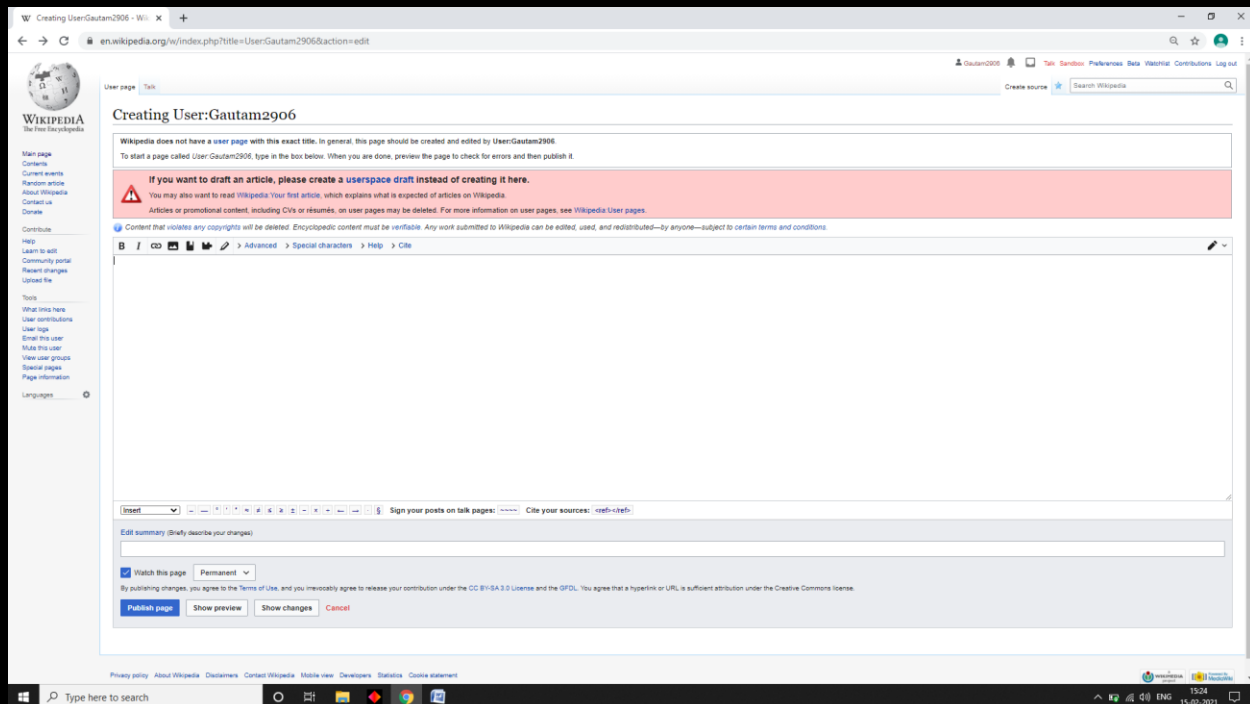 Creating User:Gautam2906 - Wik
en.wikipedia.org/w/index.php?title=User:Gautam2906&action=edit
Gautam2906 Talk Sandbox Preferences Beta Watchlist Contributions Log out
User page Talk Create source Search Wikipedia
WIKIPEDIA
The Free Encyclopedia
Main page
Contents
Current events
Random article
About Wikipedia
Contact us
Donate
Contribute
Help
Learn to edit
Community portal
Recent changes
Upload file
Tools
What links here
User contributions
User logs
Email this user
Mute this user
View user groups
Special pages
Page information
Languages
Creating User:Gautam2906
Wikipedia does not have a user page with this exact title. In general, this page should be created and edited by User:Gautam2906.
To start a page called User:Gautam2906, type in the box below. When you are done, preview the page to check for errors and then publish it.
If you want to draft an article, please create a userspace draft instead of creating it here.
You may also want to read Wikipedia:Your first article, which explains what is expected of articles on Wikipedia.
Articles or promotional content, including CVs or résumés, on user pages may be deleted. For more information on user pages, see Wikipedia:User pages.
Content that violates any copyrights will be deleted. Encyclopedic content must be verifiable. Any work submitted to Wikipedia can be edited, used, and redistributed—by anyone—subject to certain terms and conditions.
B I Advanced Special characters Help Cite
Insert – — ° ′ ″ ≈ ≠ ≤ ≥ ± − × ÷ ← → · § Sign your posts on talk pages: ~~~~ Cite your sources: <ref></ref>
Edit summary (Briefly describe your changes)
Watch this page Permanent
By publishing changes, you agree to the Terms of Use, and you irrevocably agree to release your contribution under the CC BY-SA 3.0 License and the GFDL. You agree that a hyperlink or URL is sufficient attribution under the Creative Commons license.
Publish page Show preview Show changes Cancel
Privacy policy About Wikipedia Disclaimers Contact Wikipedia Mobile view Developers Statistics Cookie statement
WIKIMEDIA project Powered By MediaWiki
Type here to search
ENG
15:24
15-02-2021